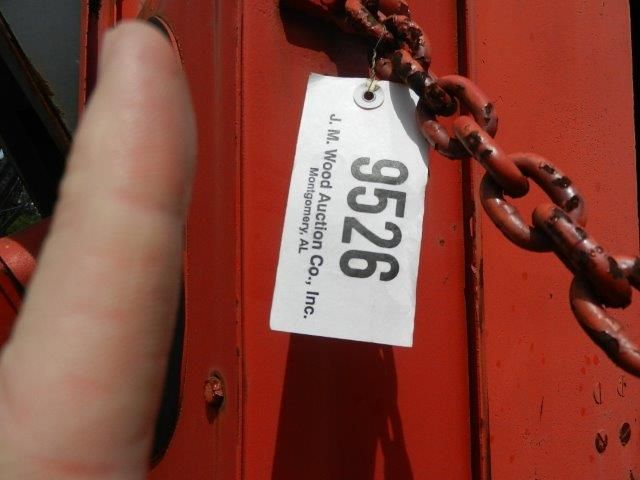 9526
J. M. Wood Auction Co., Inc.
Montgomery, AL